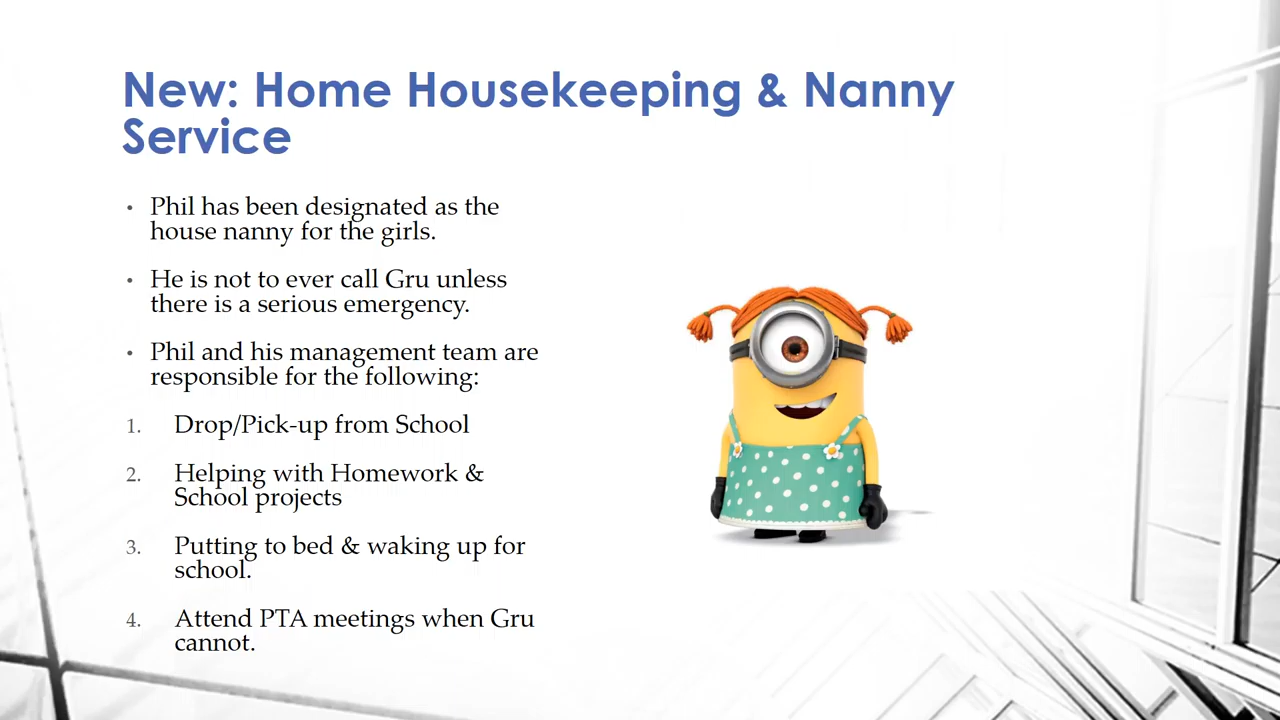 New: Home Housekeeping & Nanny
Service
• Phil has been designated as the
house nanny for the girls.
• He is not to ever call Gru unless
there is a serious emergency.
• Phil and his management team are
responsible for the following:
1. Drop/Pick-up from School
2. Helping with Homework &
School projects
3. Putting to bed & waking up for
school.
4. Attend PTA meetings when Gru
cannot.